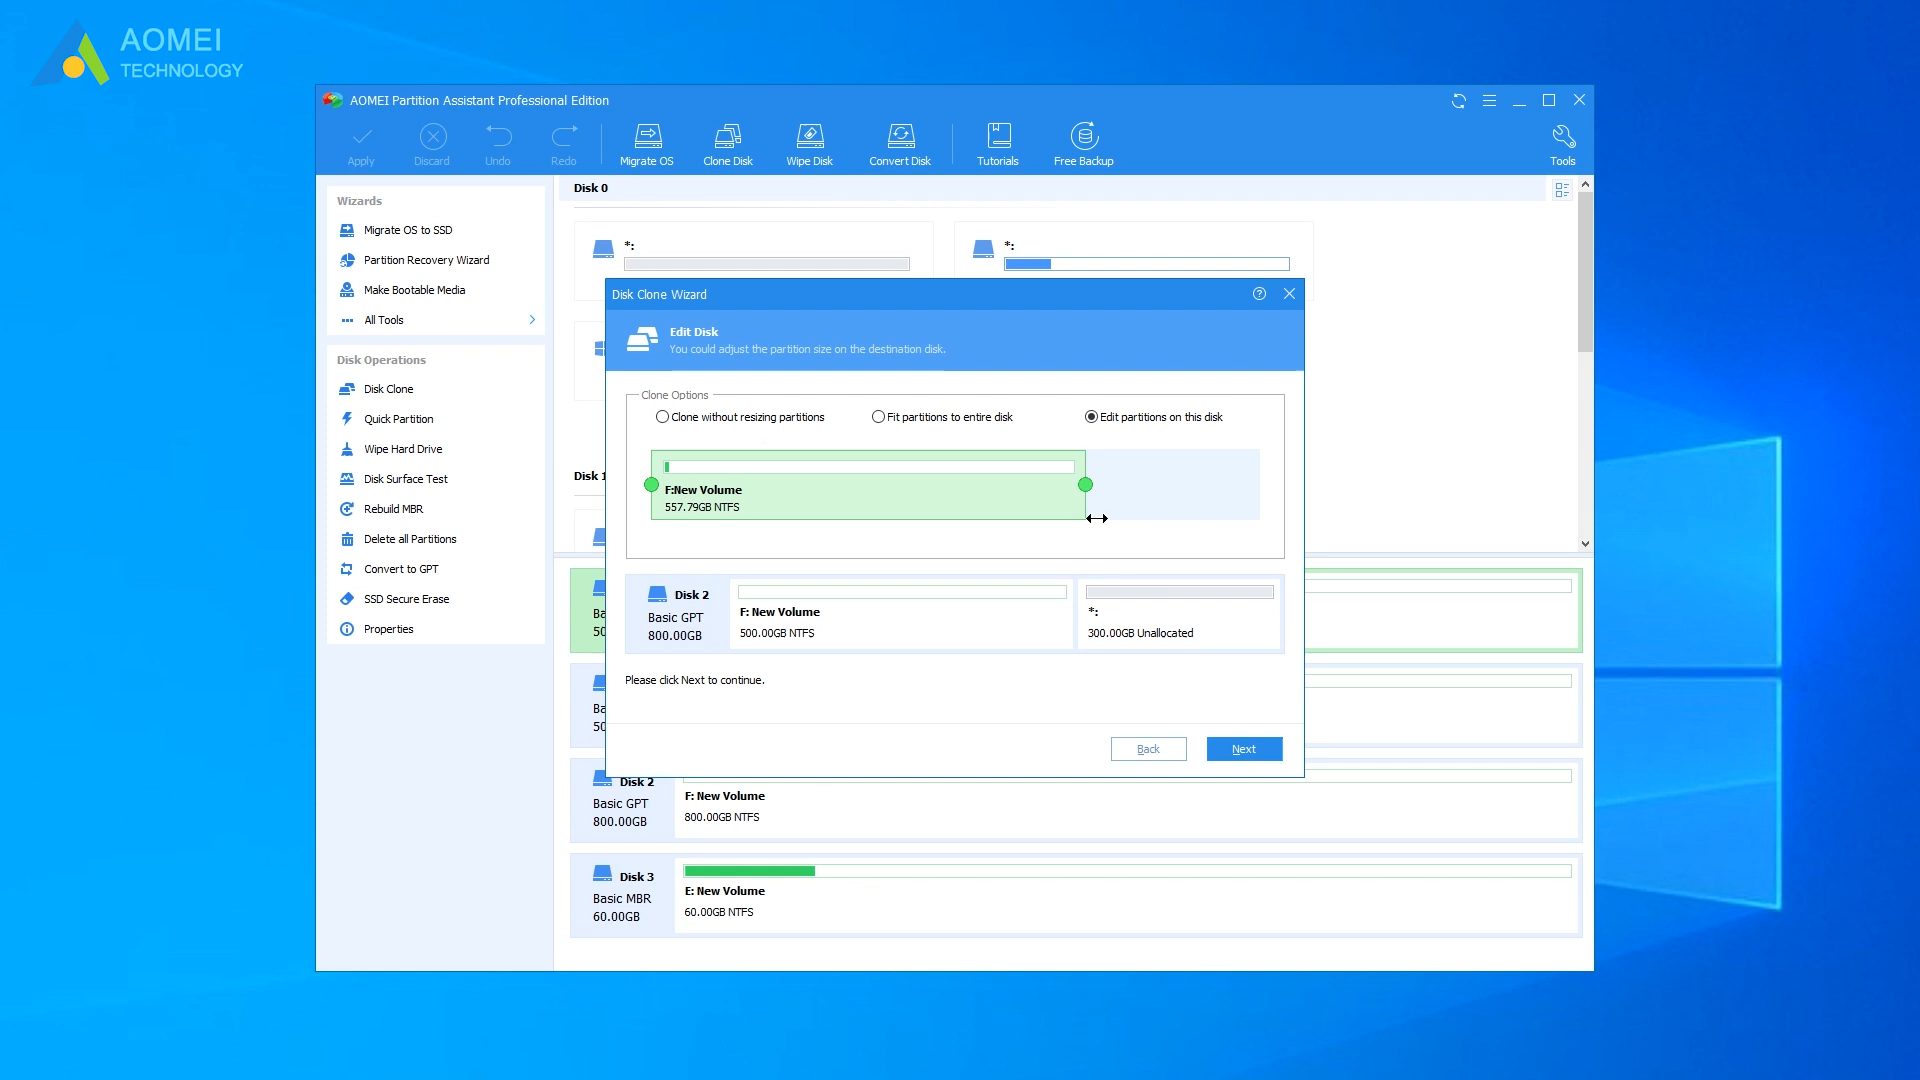 AOMEI
TECHNOLOGY
AOMEI Partition Assistant Professional Edition
Apply
Discard
Undo
Redo
Migrate OS
Clone Disk
Wipe Disk
Convert Disk
Tutorials
Free Backup
Tools
Wizards
Migrate OS to SSD
Partition Recovery Wizard
Make Bootable Media
All Tools
Disk Operations
Disk Clone
Quick Partition
Wipe Hard Drive
Disk Surface Test
Rebuild MBR
Delete all Partitions
Convert to GPT
SSD Secure Erase
Properties
Disk 0
*:
*:
Disk 1
Disk Clone Wizard
Edit Disk
You could adjust the partition size on the destination disk.
Clone Options
Clone without resizing partitions
Fit partitions to entire disk
Edit partitions on this disk
F:New Volume
557.79GB NTFS
Disk 2
Basic GPT
800.00GB
F: New Volume
500.00GB NTFS
*:
300.00GB Unallocated
Please click Next to continue.
Back
Next
Ba
50
Ba
50
Disk 2
Basic GPT
800.00GB
F: New Volume
800.00GB NTFS
Disk 3
Basic MBR
60.00GB
E: New Volume
60.00GB NTFS